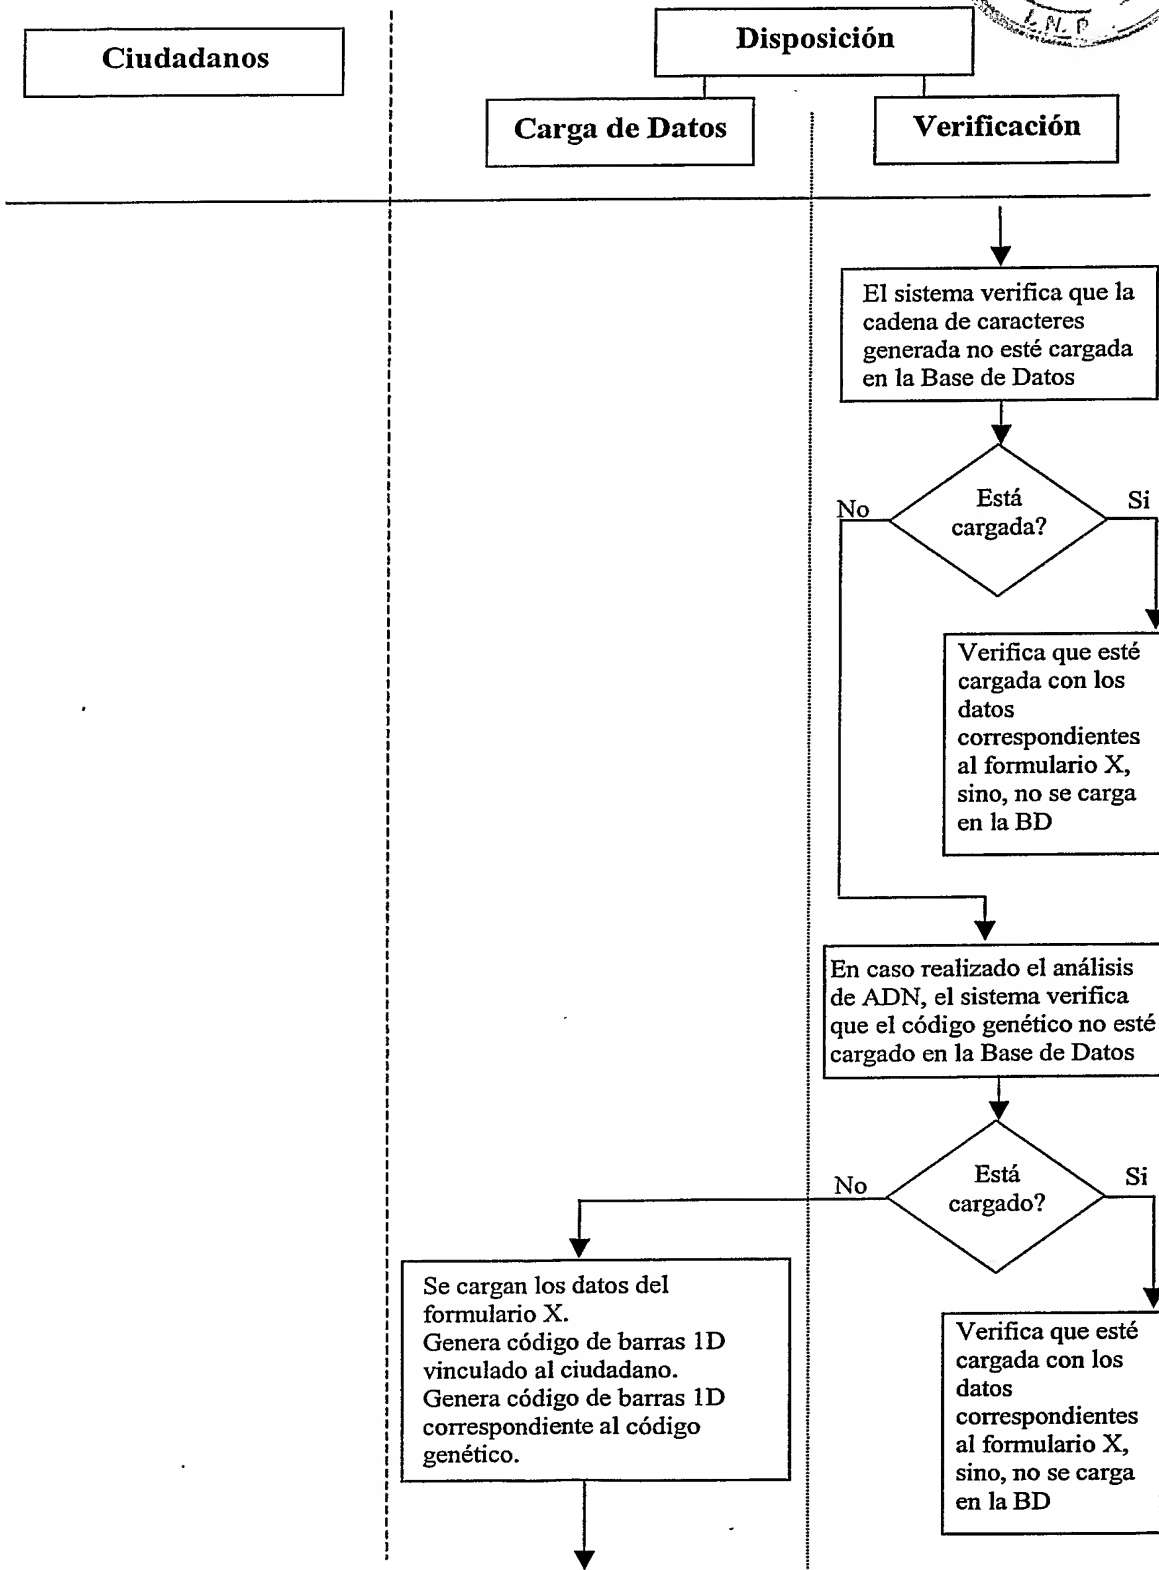 I.N.P.
Ciudadanos
Disposición
Carga de Datos
Verificación
El sistema verifica que la
cadena de caracteres
generada no esté cargada
en la Base de Datos
Está
cargada?
No
Si
Verifica que esté
cargada con los
datos
correspondientes
al formulario X,
sino, no se carga
en la BD
En caso realizado el análisis
de ADN, el sistema verifica
que el código genético no esté
cargado en la Base de Datos
Está
cargado?
No
Si
Se cargan los datos del
formulario X.
Genera código de barras 1D
vinculado al ciudadano.
Genera código de barras 1D
correspondiente al código
genético.
Verifica que esté
cargada con los
datos
correspondientes
al formulario X,
sino, no se carga
en la BD